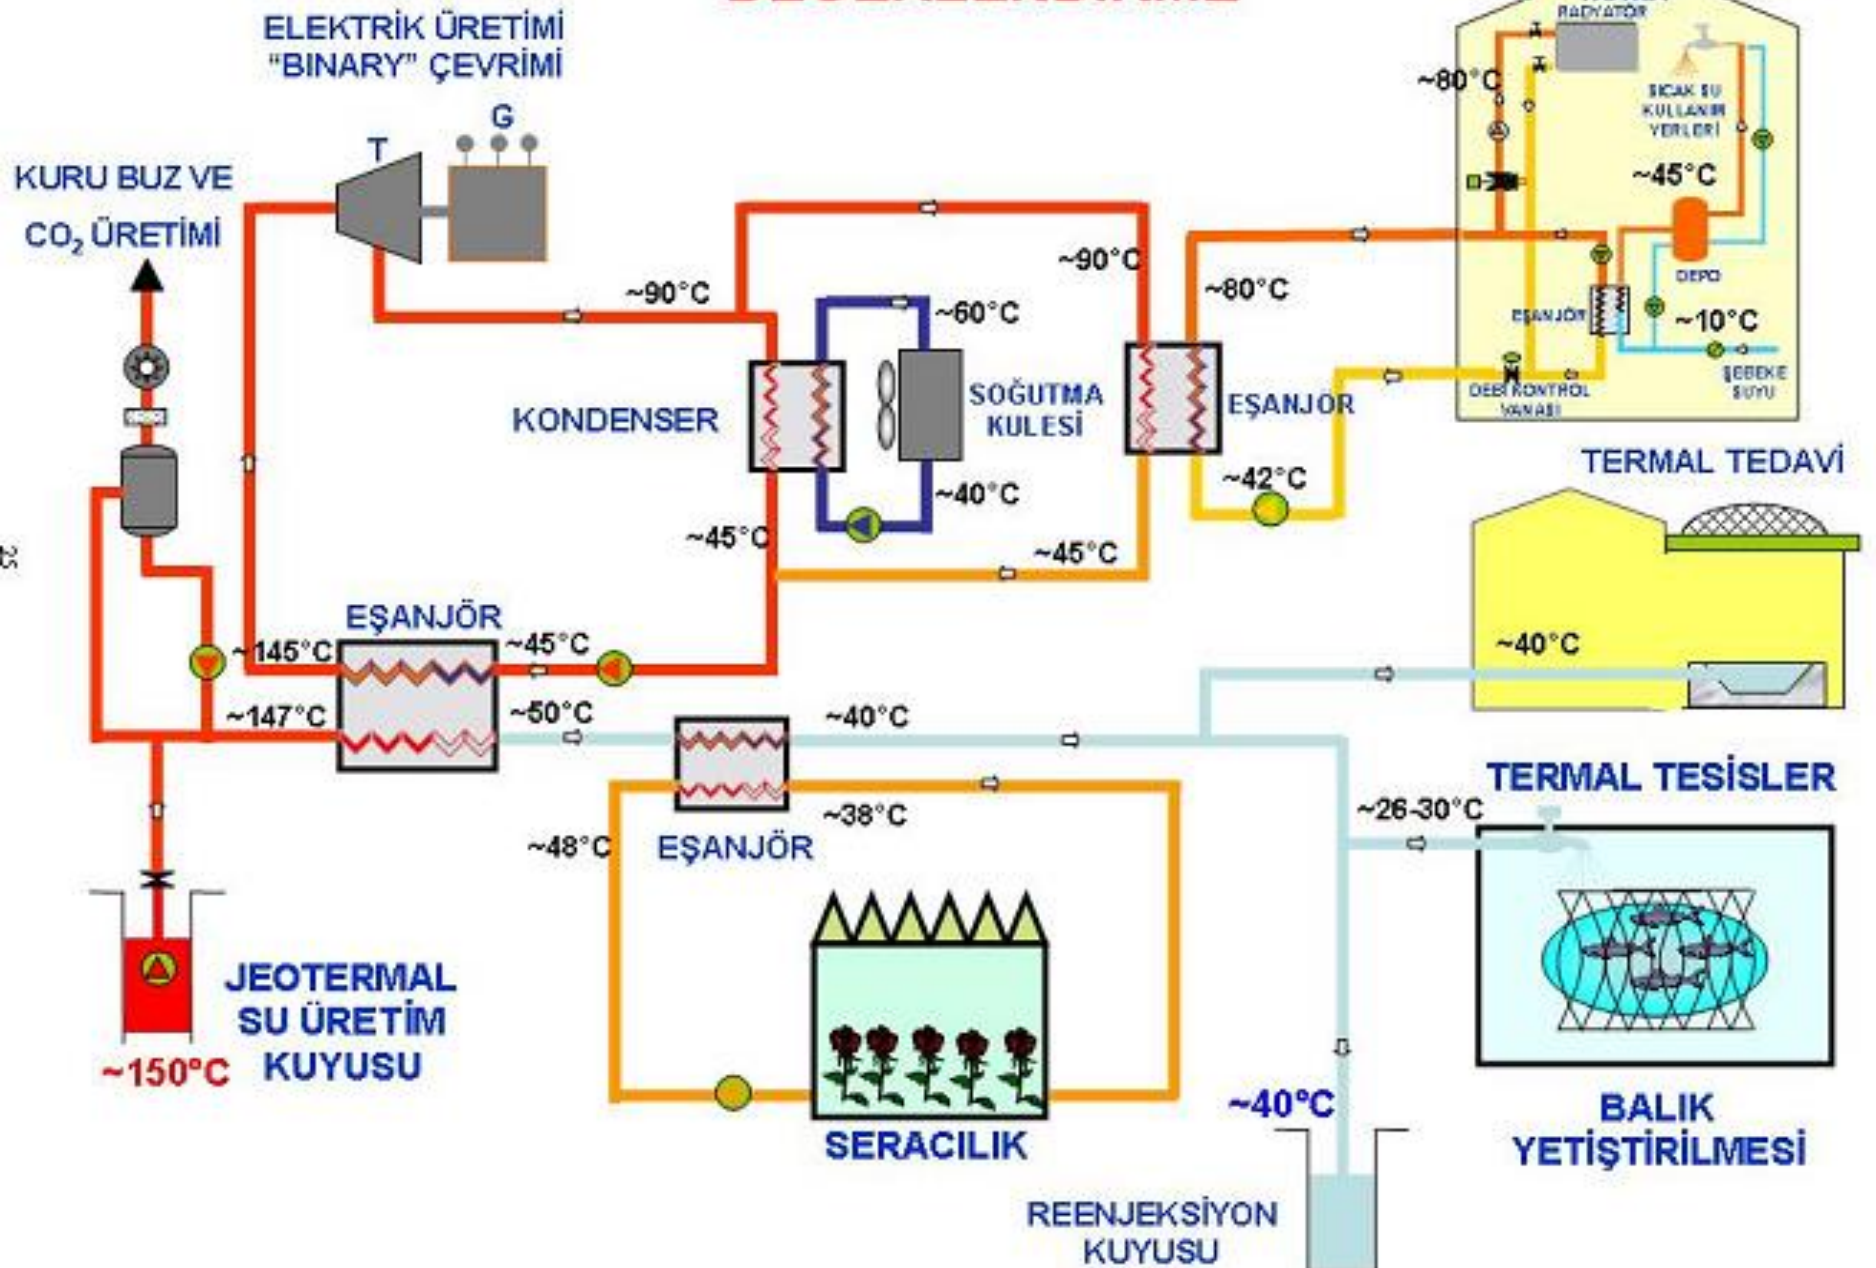 ELEKTRİK ÜRETİMİ
“BINARY” ÇEVRİMİ
T
G
KURU BUZ VE
CO₂ ÜRETİMİ
RADYATÖR
~80°C
SICAK SU
KULLANIM
YERLERİ
~45°C
DEPO
EŞANJÖR
~10°C
ŞEBEKE
SUYU
DEBİ KONTROL
VANASI
~90°C
~90°C
~80°C
~60°C
KONDENSER
SOĞUTMA
KULESİ
EŞANJÖR
~40°C
~42°C
~45°C
~45°C
TERMAL TEDAVİ
~40°C
EŞANJÖR
~145°C
~45°C
~147°C
~50°C
~40°C
~38°C
~48°C
EŞANJÖR
TERMAL TESİSLER
~26-30°C
JEOTERMAL
SU ÜRETİM
KUYUSU
~150°C
SERACILIK
~40°C
BALIK
YETİŞTİRİLMESİ
REENJEKSİYON
KUYUSU